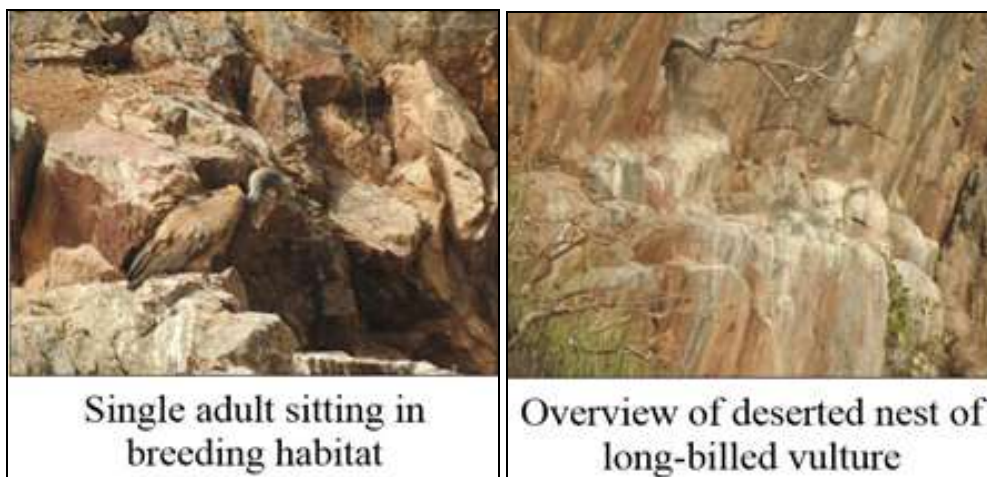 Single adult sitting in
breeding habitat
Overview of deserted nest of
long-billed vulture